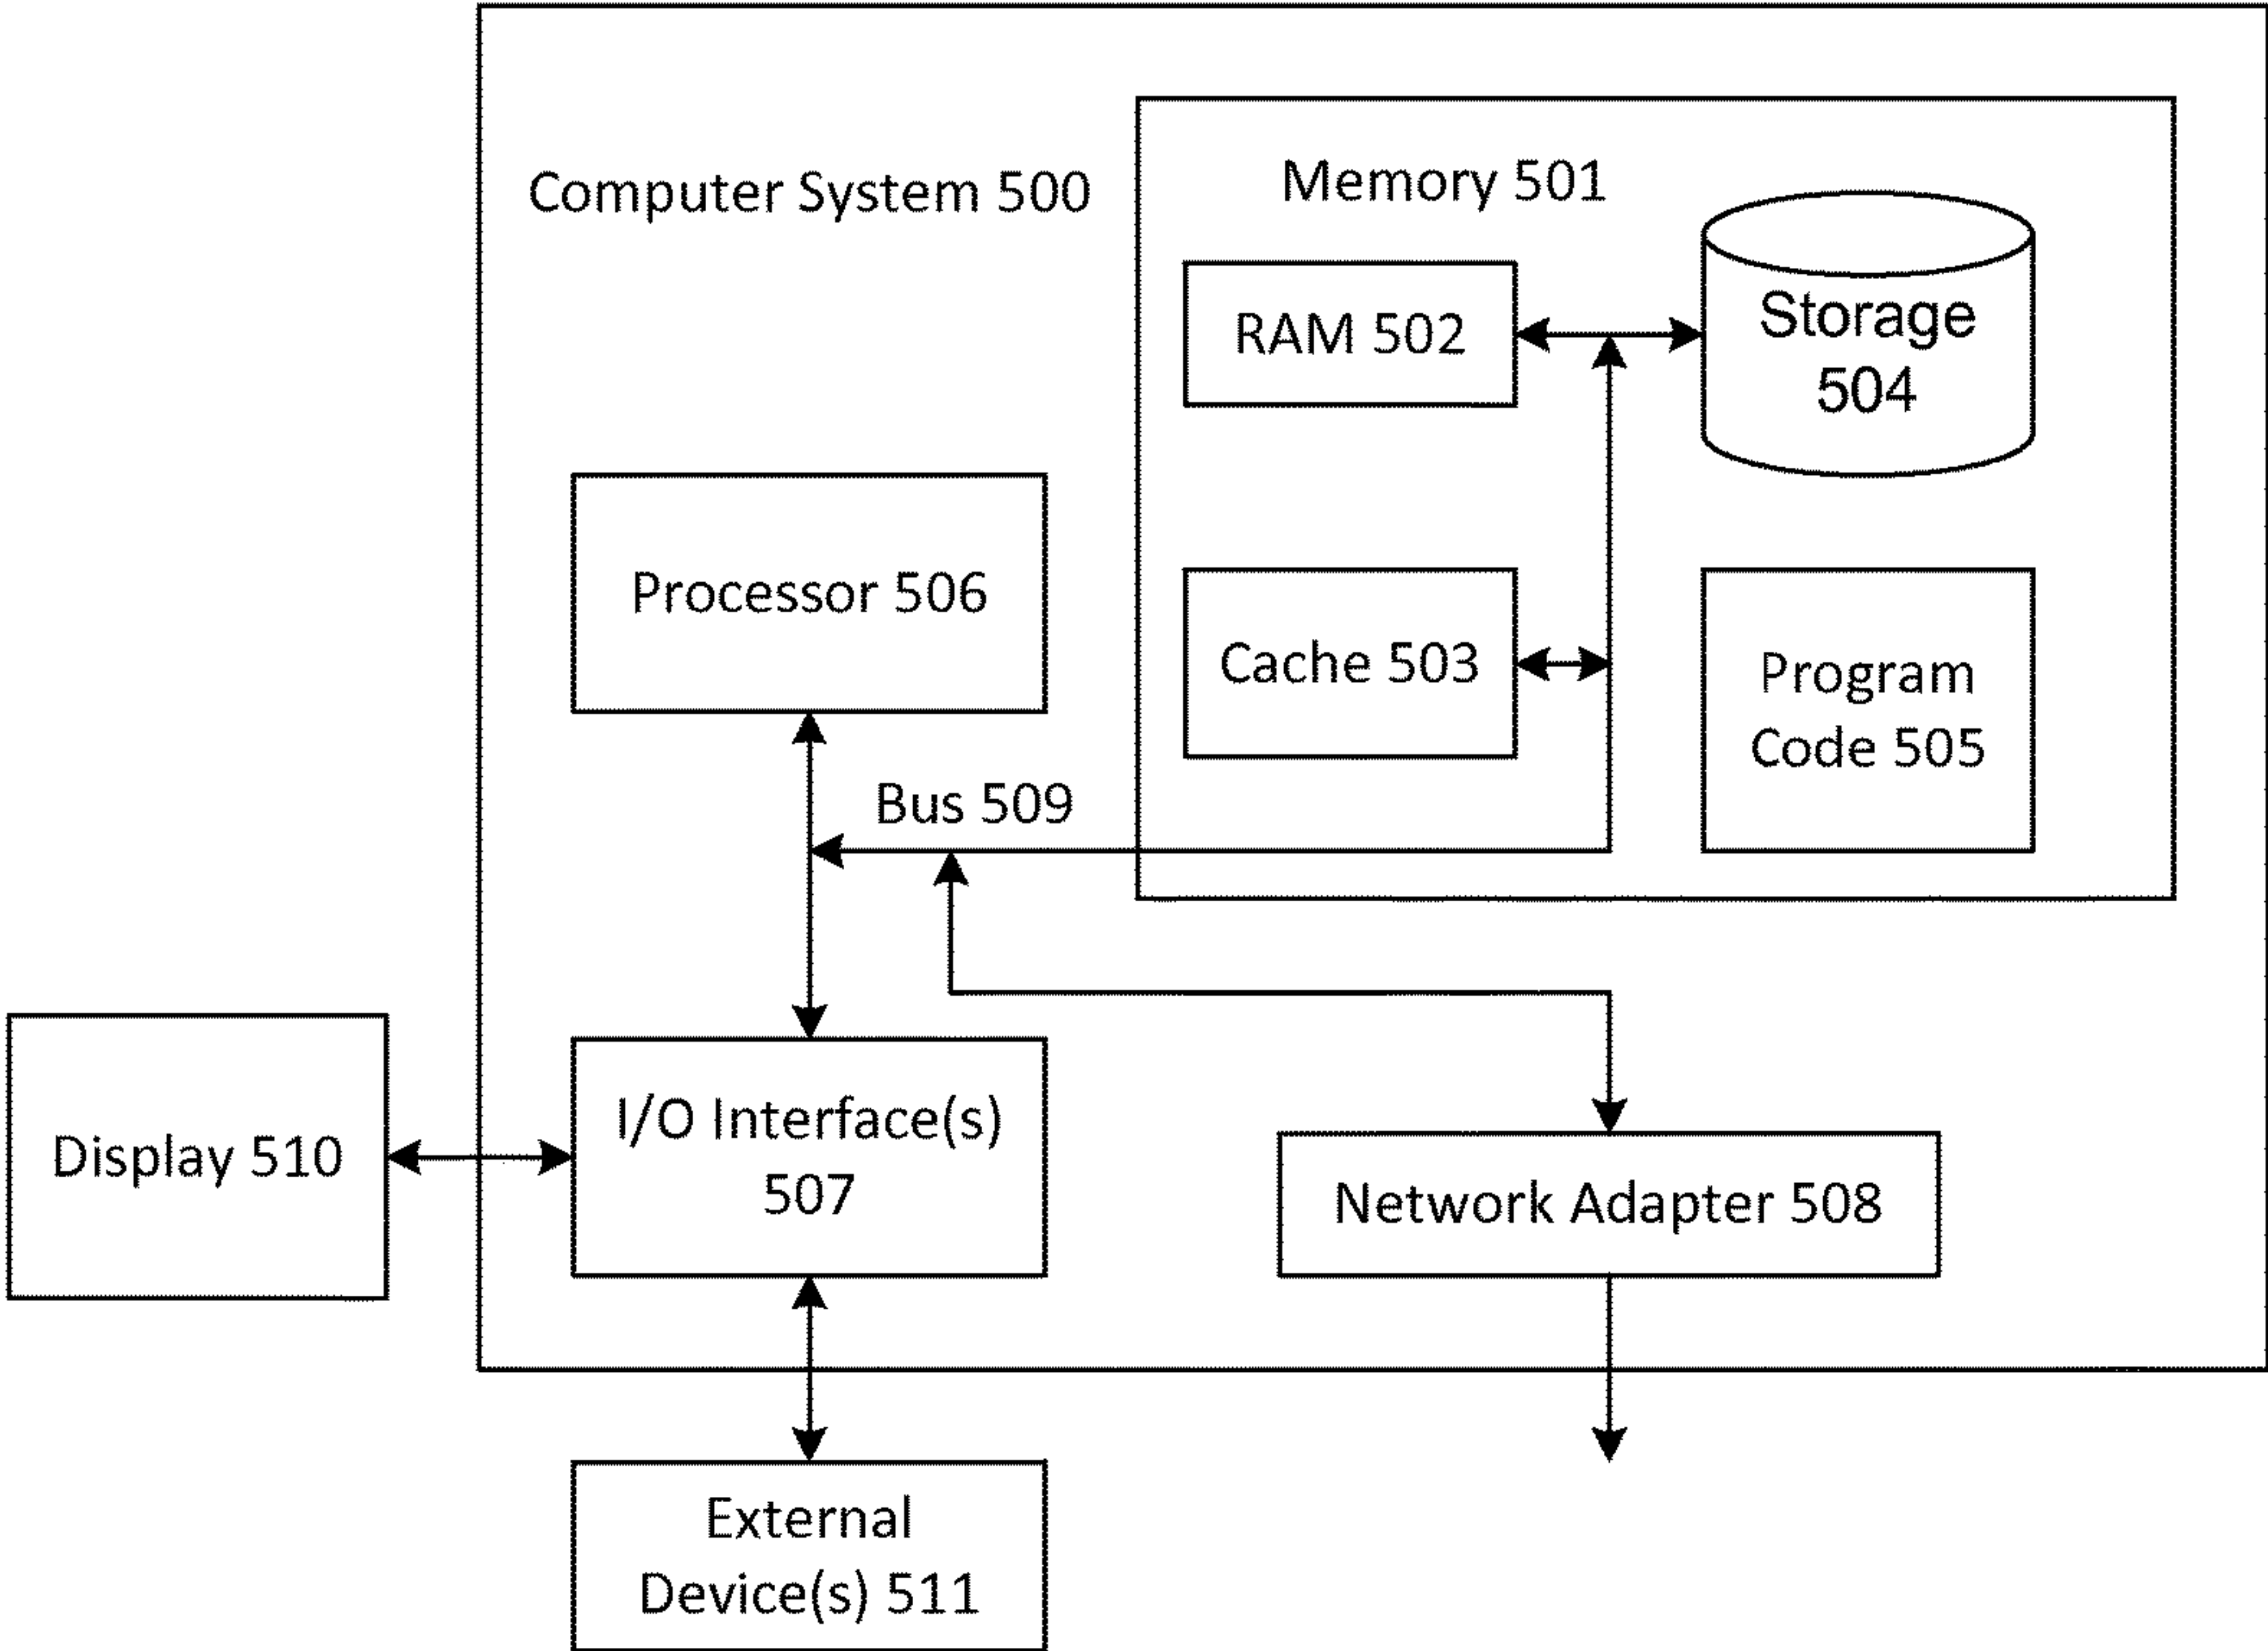 Computer System 500
Memory 501
RAM 502
Storage
504
Processor 506
Cache 503
Program
Code 505
Bus 509
Display 510
I/O Interface(s)
507
Network Adapter 508
External
Device(s) 511